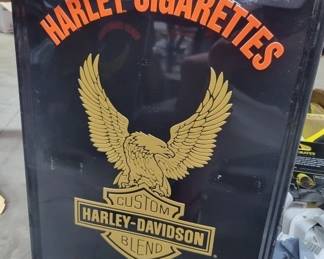 HARLEY CIGARETTES
CUSTOM
HARLEY-DAVIDSON
BLEND